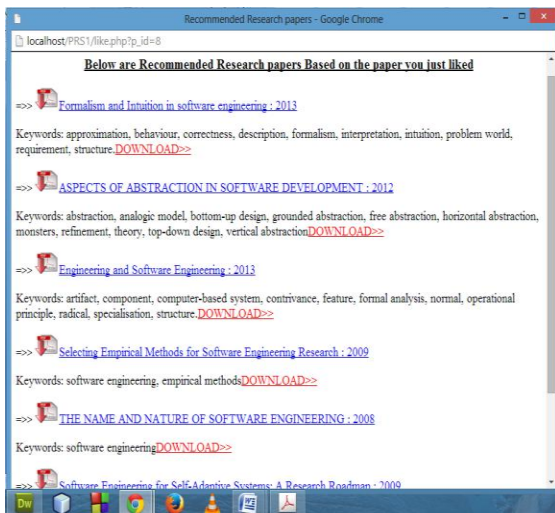 Recommended Research papers - Google Chrome
localhost/PRS1/like.php?p_id=8
Below are Recommended Research papers Based on the paper you just liked
=>> Formalism and Intuition in software engineering : 2013
Keywords: approximation, behaviour, correctness, description, formalism, interpretation, intuition, problem world,
requirement, structure.DOWNLOAD>>
=>> ASPECTS OF ABSTRACTION IN SOFTWARE DEVELOPMENT : 2012
Keywords: abstraction, analogic model, bottom-up design, grounded abstraction, free abstraction, horizontal abstraction,
monsters, refinement, theory, top-down design, vertical abstractionDOWNLOAD>>
=>> Engineering and Software Engineering : 2013
Keywords: artifact, component, computer-based system, contrivance, feature, formal analysis, normal, operational
principle, radical, specialisation, structure.DOWNLOAD>>
=>> Selecting Empirical Methods for Software Engineering Research : 2009
Keywords: software engineering, empirical methodsDOWNLOAD>>
=>> THE NAME AND NATURE OF SOFTWARE ENGINEERING : 2008
Keywords: software engineeringDOWNLOAD>>
=>> Software Engineering for Self-Adaptive Systems: A Research Roadmap : 2009
Dw